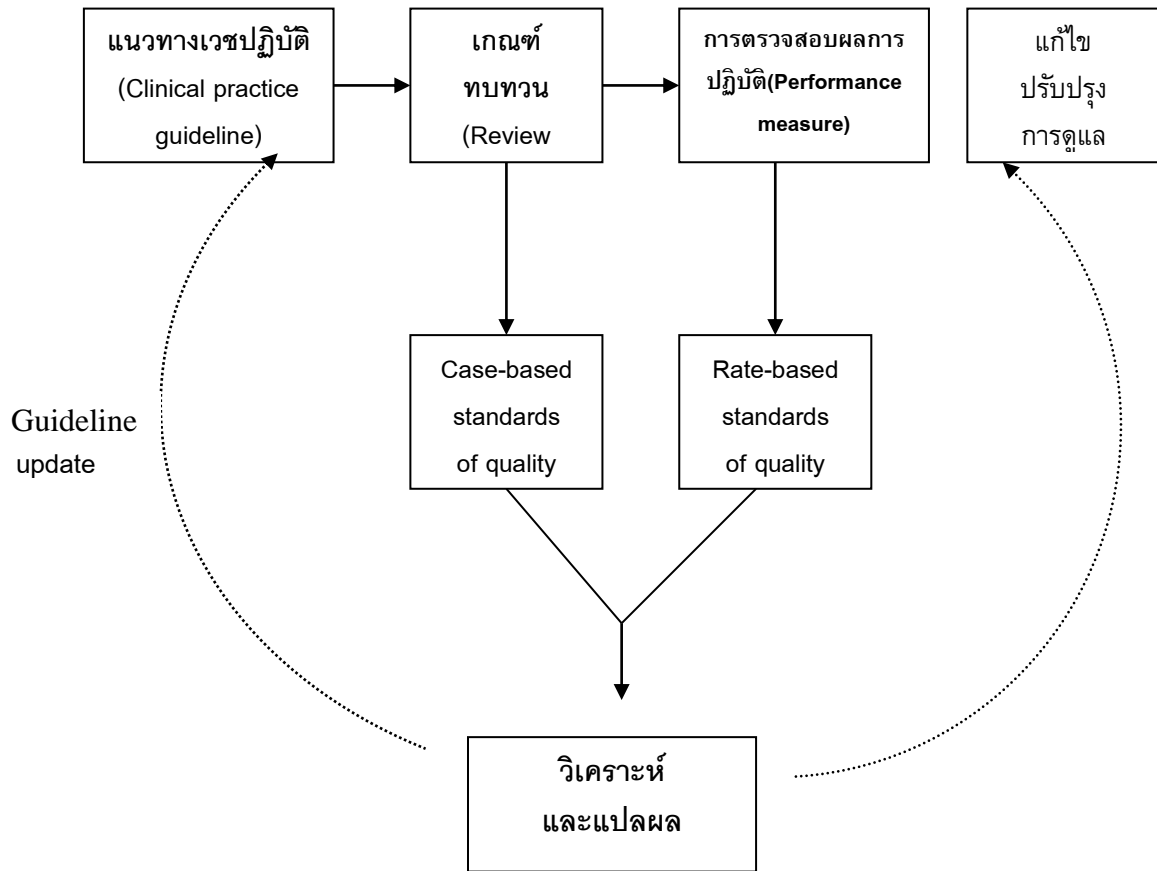 แนวทางเวชปฏิบัติ
(Clinical practice
guideline)
เกณฑ์
ทบทวน
(Review
การตรวจสอบผลการ
ปฏิบัติ(Performance
measure)
แก้ไข
ปรับปรุง
การดูแล
Case-based
standards
of quality
Rate-based
standards
of quality
Guideline
update
วิเคราะห์
และแปลผล